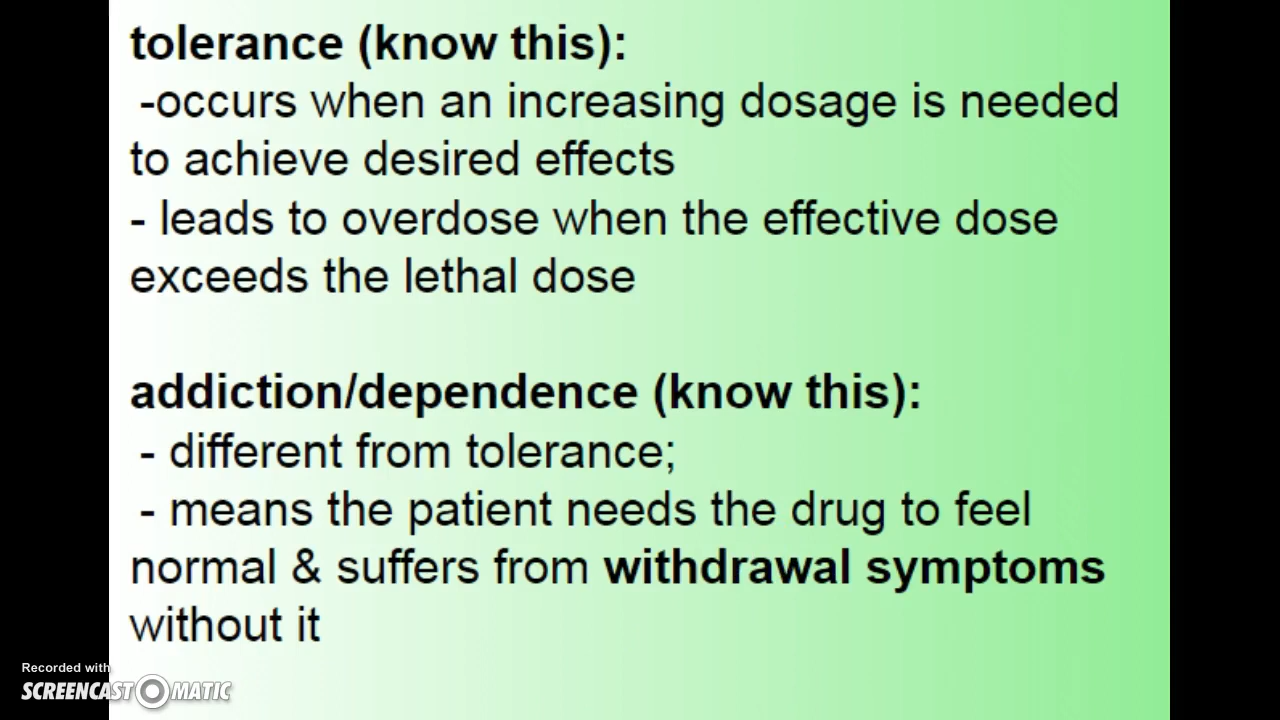 tolerance (know this):
-occurs when an increasing dosage is needed
to achieve desired effects
- leads to overdose when the effective dose
exceeds the lethal dose
addiction/dependence (know this):
- different from tolerance;
- means the patient needs the drug to feel
normal & suffers from withdrawal symptoms
without it
Recorded with
SCREENCAST O MATIC